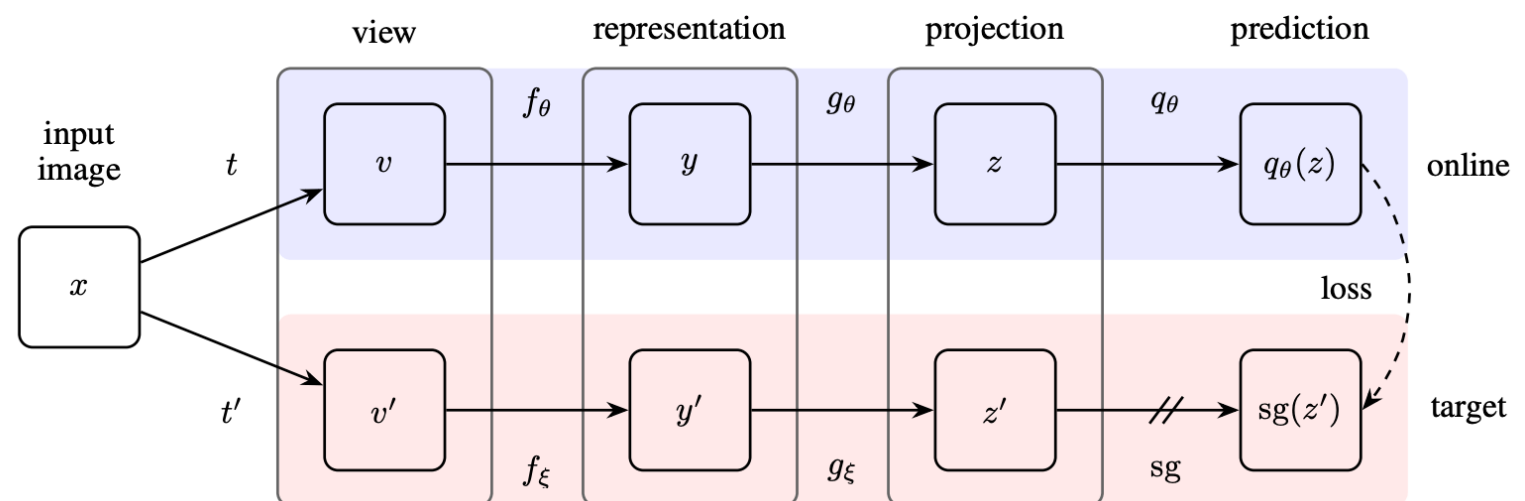 view representation projection prediction
input
image
t
f_θ
g_θ
q_θ
v
y
z
q_θ(z)
online
x
loss
t′
v′
y′
z′
sg(z′)
target
f_ξ
g_ξ
sg